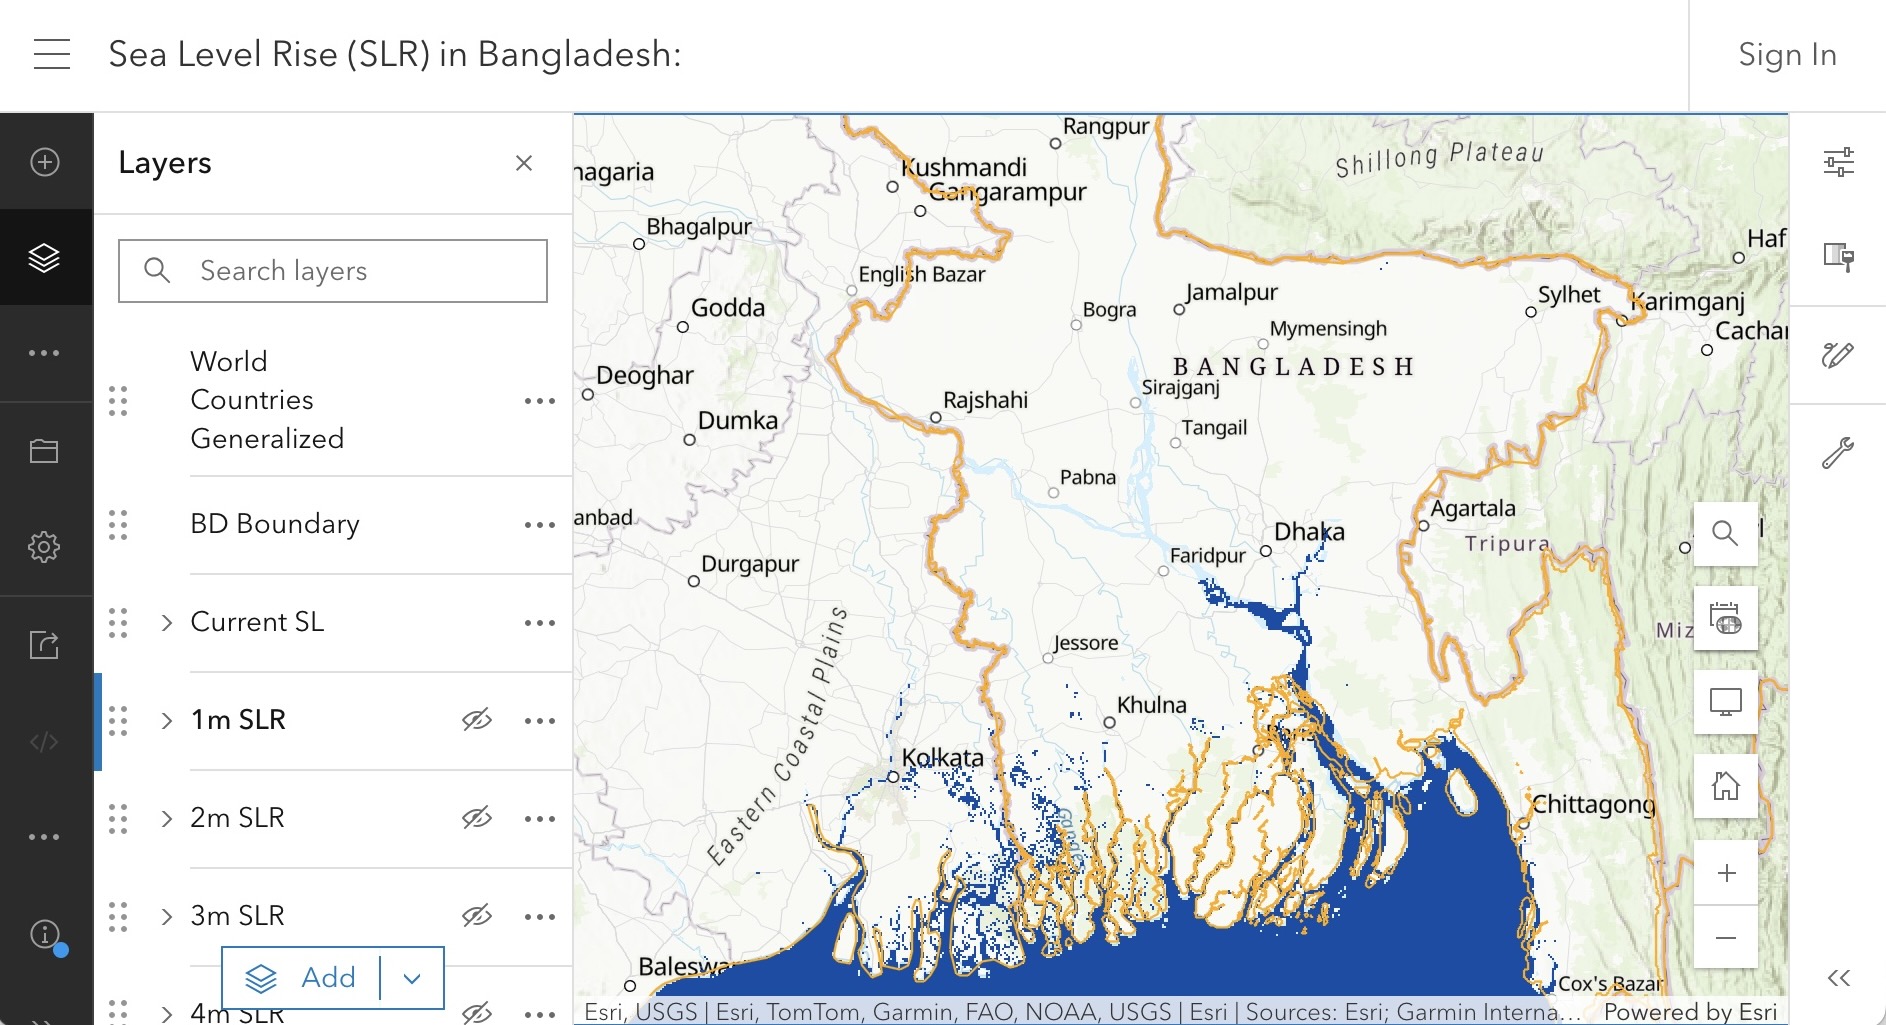 Sea Level Rise (SLR) in Bangladesh:
Sign In
Layers
Search layers
World
Countries
Generalized
BD Boundary
Current SL
1m SLR
2m SLR
3m SLR
4m SLR
Add
Rangpur
Shillong Plateau
nagaria
Kushmandi
Gangarampur
Bhagalpur
Haf
English Bazar
Godda
Bogra
Jamalpur
Sylhet
Karimganj
Mymensingh
Cachar
BANGLADESH
Deoghar
Sirajganj
Rajshahi
Dumka
Tangail
Pabna
anbad
Agartala
Dhaka
Tripura
Faridpur
Durgapur
Eastern Coastal Plains
Miz
Jessore
Khulna
Kolkata
Chittagong
Baleswa
Cox's Bazar
Esri, USGS | Esri, TomTom, Garmin, FAO, NOAA, USGS | Esri | Sources: Esri; Garmin Interna...
Powered by Esri